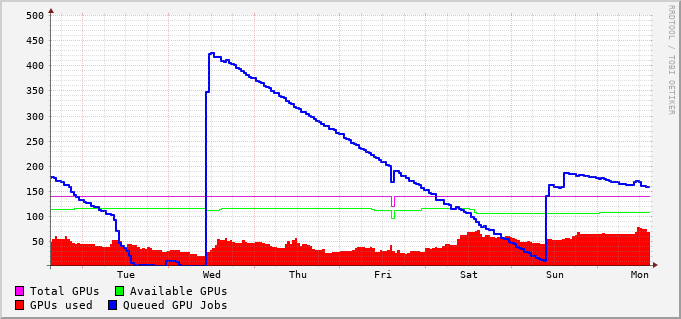 500
450
400
350
300
250
200
150
100
50
Tue Wed Thu Fri Sat Sun Mon
Total GPUs Available GPUs
GPUs used Queued GPU Jobs
RRDTOOL / TOBI OETIKER